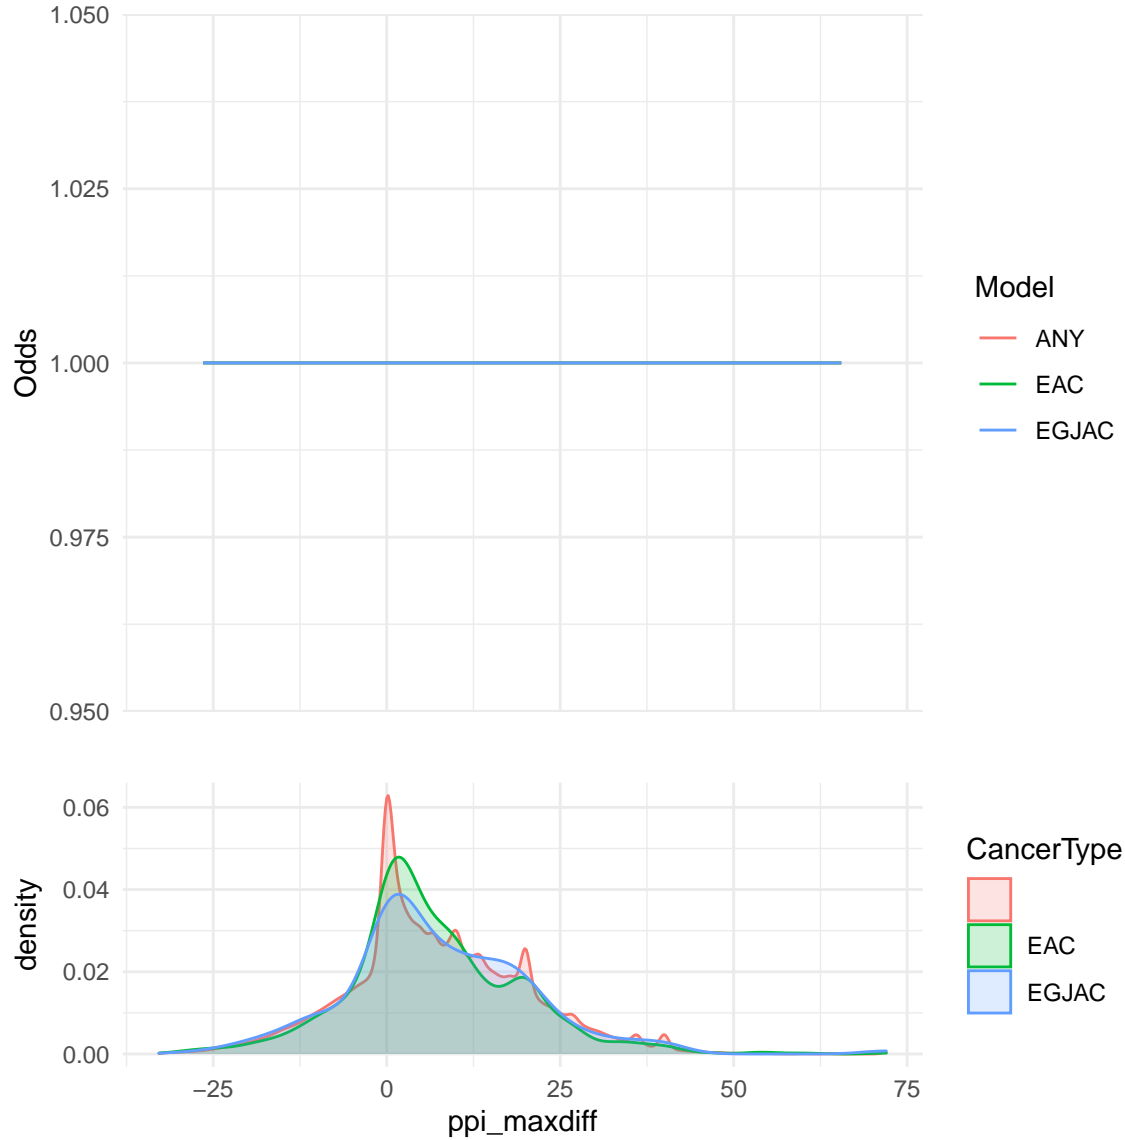 1.050
1.025
1.000
0.975
0.950
Odds
Model
ANY
EAC
EGJAC
0.06
0.04
0.02
0.00
density
−25
0
25
50
75
ppi_maxdiff
CancerType
EAC
EGJAC